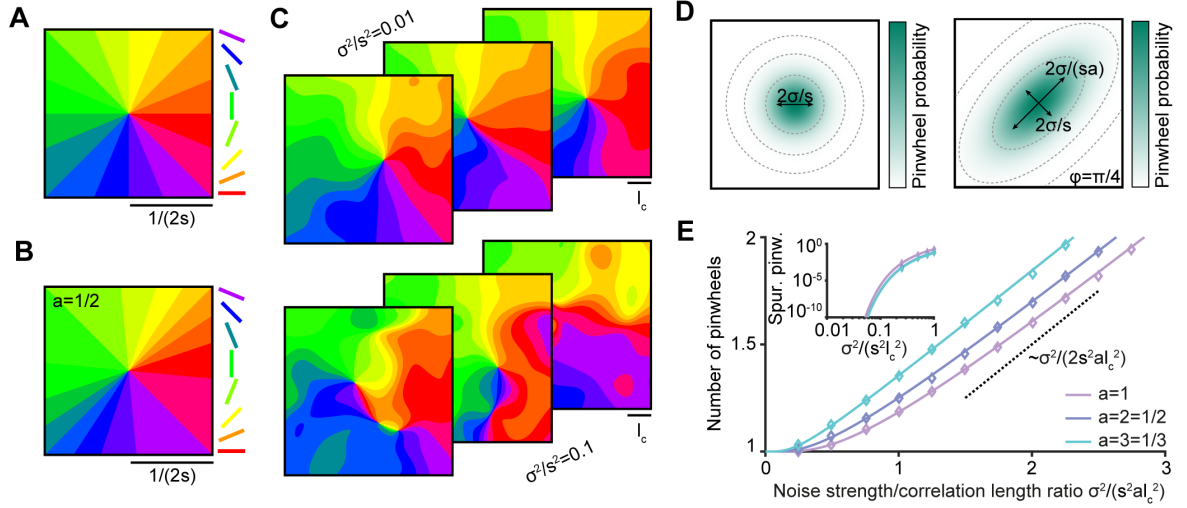 A
1/(2s)
B
a=1/2
1/(2s)
C
σ²/s²=0.01
l_c
σ²/s²=0.1
l_c
D
2σ/s
Pinwheel probability
2σ/(sa)
2σ/s
φ=π/4
Pinwheel probability
E
Number of pinwheels
2
1.5
1
Spur. pinw.
10⁰
10⁻⁵
10⁻¹⁰
0.01
0.1
1
σ²/(s²l_c²)
~σ²/(2s²al_c²)
a=1
a=2=1/2
a=3=1/3
0
1
2
3
Noise strength/correlation length ratio σ²/(s²al_c²)